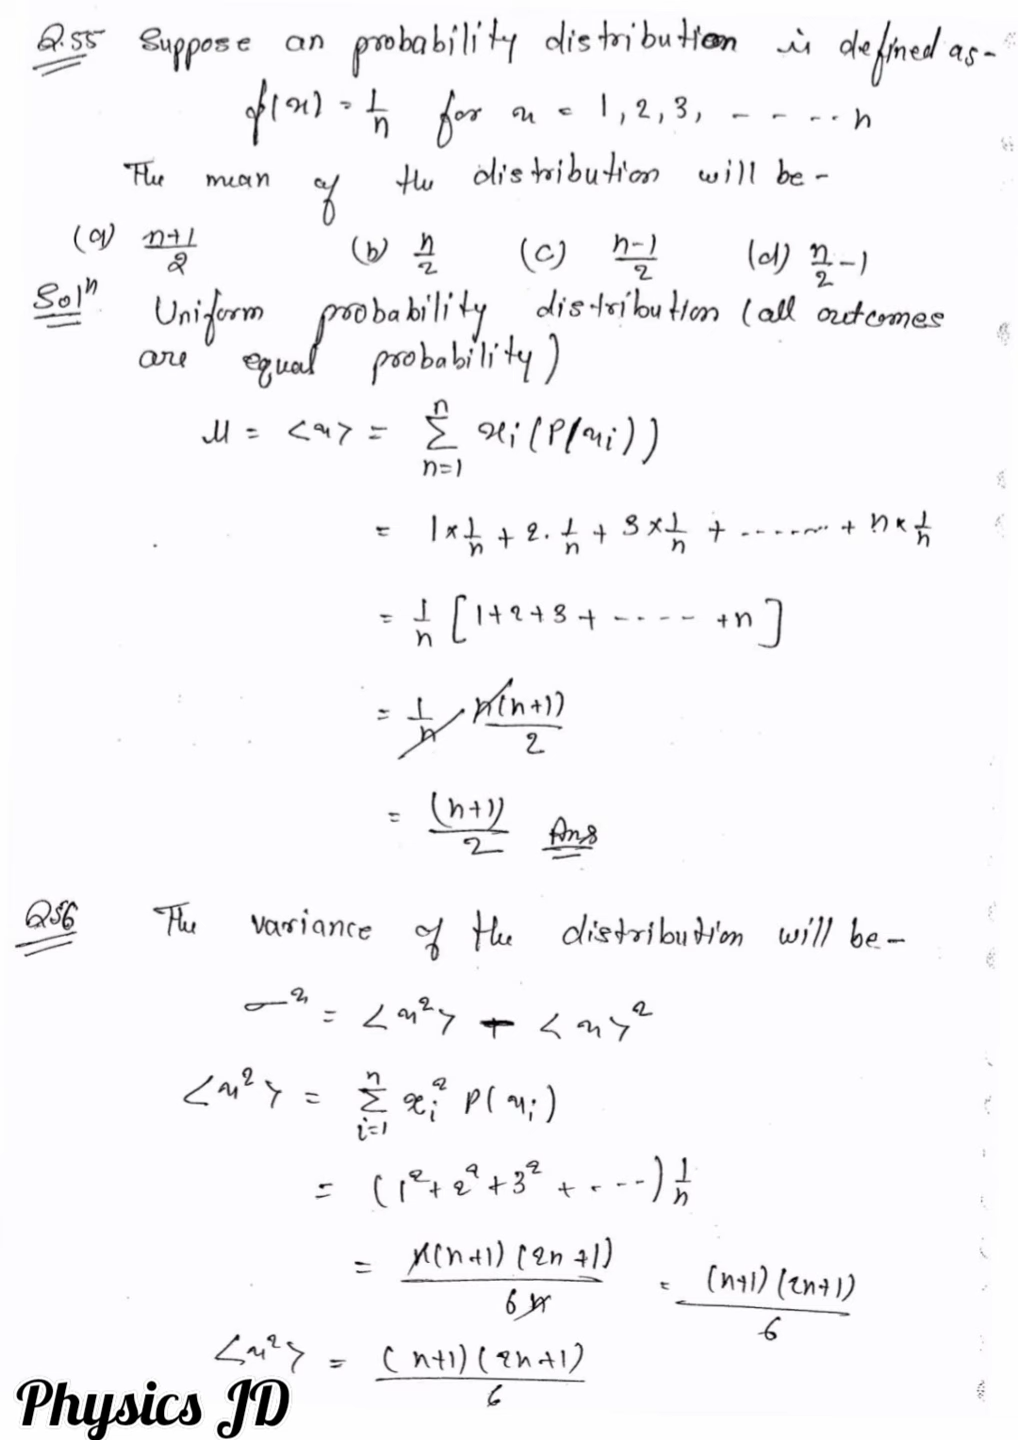 Q.55 Suppose an probability distribution is defined as-
f(x) = 1/n for x = 1, 2, 3, - - - - - n
The mean of the distribution will be -
(a) n+1/2 (b) n/2 (c) n-1/2 (d) n/2 - 1
Solⁿ Uniform probability distribution (all outcomes
are equal probability)
μ = <x> = Σ_{n=1}^{n} xi (P(xi))
= 1×1/n + 2·1/n + 3×1/n + ....... + n×1/n
= 1/n [1+2+3+ - - - - - +n]
= 1/n · n(n+1)/2
= (n+1)/2 Ans
Q56 The variance of the distribution will be -
σ² = <x²> - <x>²
<x²> = Σ_{i=1}^{n} xi² P(xi)
= (1² + 2² + 3² + - - - -) 1/n
= n(n+1)(2n+1)/6n = (n+1)(2n+1)/6
<x²> = (n+1)(2n+1)/6
Physics JD